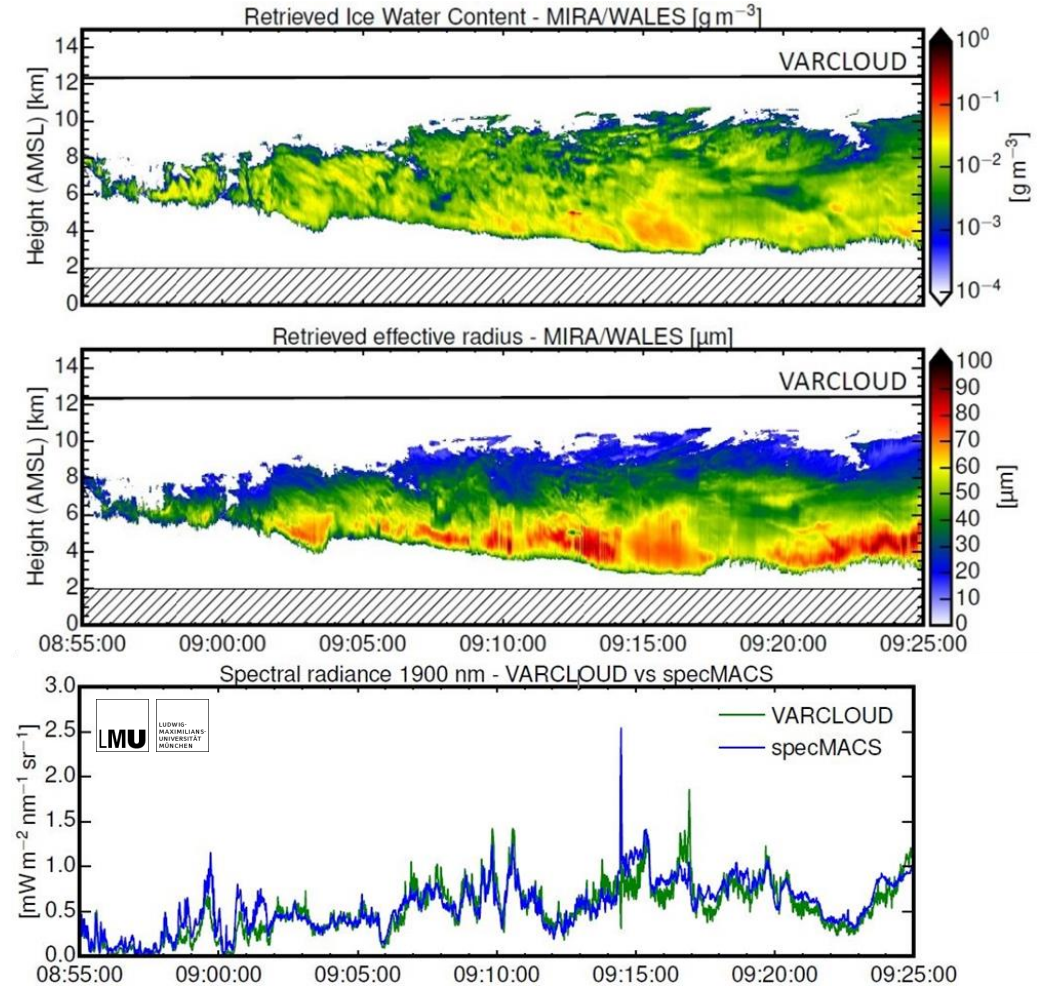 Retrieved Ice Water Content - MIRA/WALES [g m⁻³]
Height (AMSL) [km]
14
12
10
8
6
4
2
0
VARCLOUD
10⁰
10⁻¹
10⁻²
10⁻³
10⁻⁴
[g m⁻³]
Retrieved effective radius - MIRA/WALES [µm]
Height (AMSL) [km]
14
12
10
8
6
4
2
0
VARCLOUD
100
90
80
70
60
50
40
30
20
10
0
[µm]
08:55:00 09:00:00 09:05:00 09:10:00 09:15:00 09:20:00 09:25:00
Spectral radiance 1900 nm - VARCLOUD vs specMACS
[mW m⁻² nm⁻¹ sr⁻¹]
3.0
2.5
2.0
1.5
1.0
0.5
0.0
LMU
LUDWIG-
MAXIMILIANS-
UNIVERSITÄT
MÜNCHEN
VARCLOUD
specMACS
08:55:00 09:00:00 09:05:00 09:10:00 09:15:00 09:20:00 09:25:00